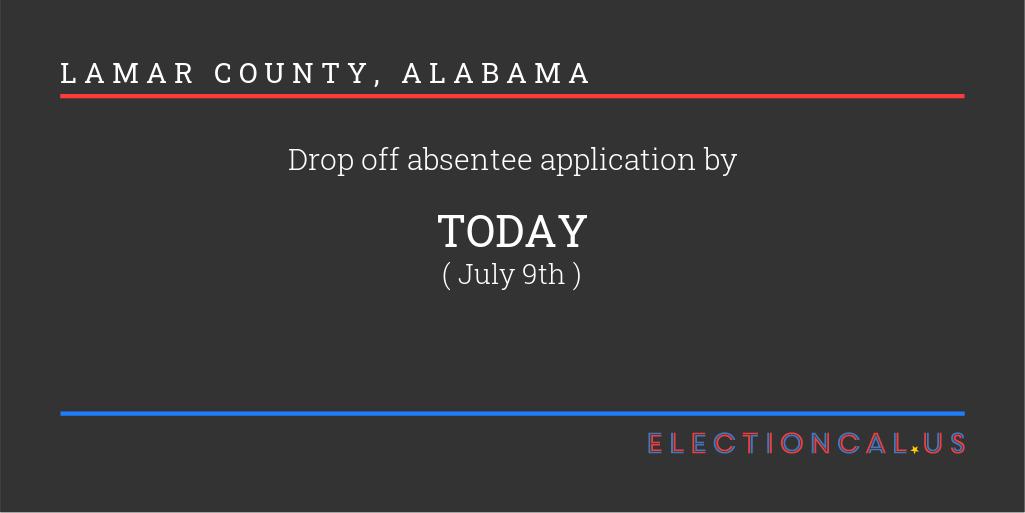 LAMAR COUNTY, ALABAMA
Drop off absentee application by
TODAY
( July 9th )
ELECTIONCAL.US